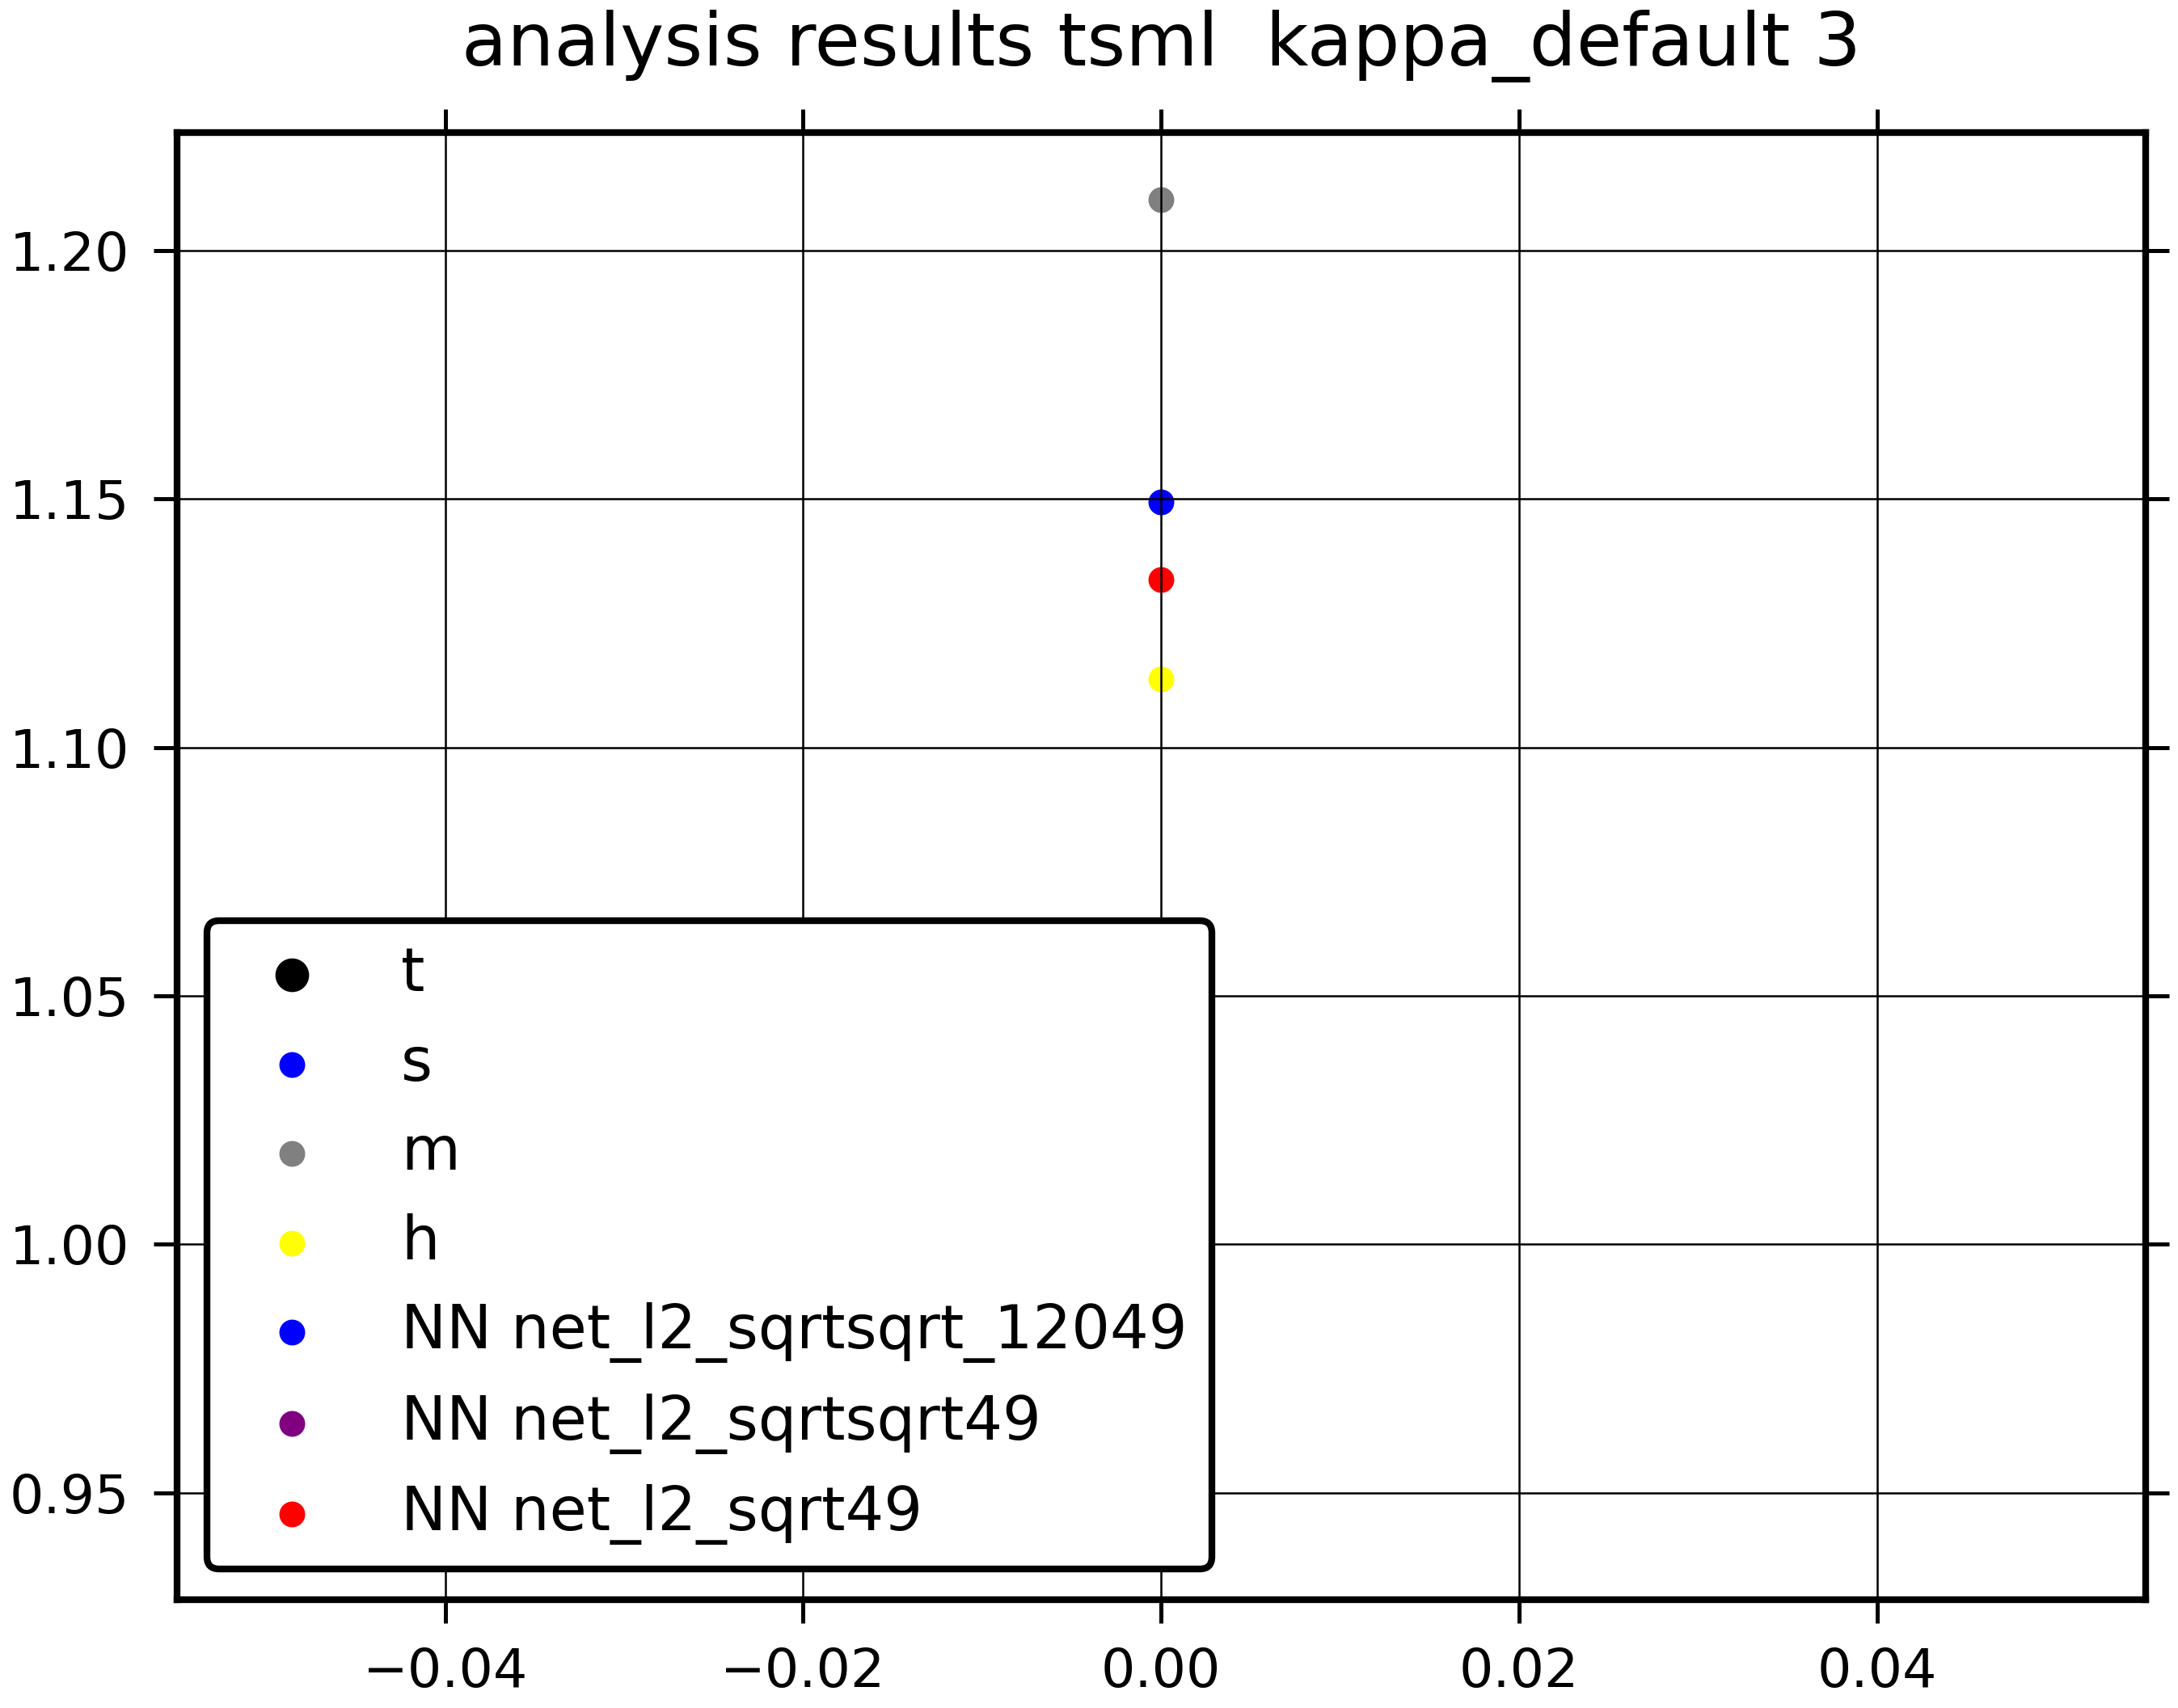 analysis results tsml  kappa_default 3
1.20
1.15
1.10
1.05
1.00
0.95
t
s
m
h
NN net_l2_sqrtsqrt_12049
NN net_l2_sqrtsqrt49
NN net_l2_sqrt49
−0.04
−0.02
0.00
0.02
0.04